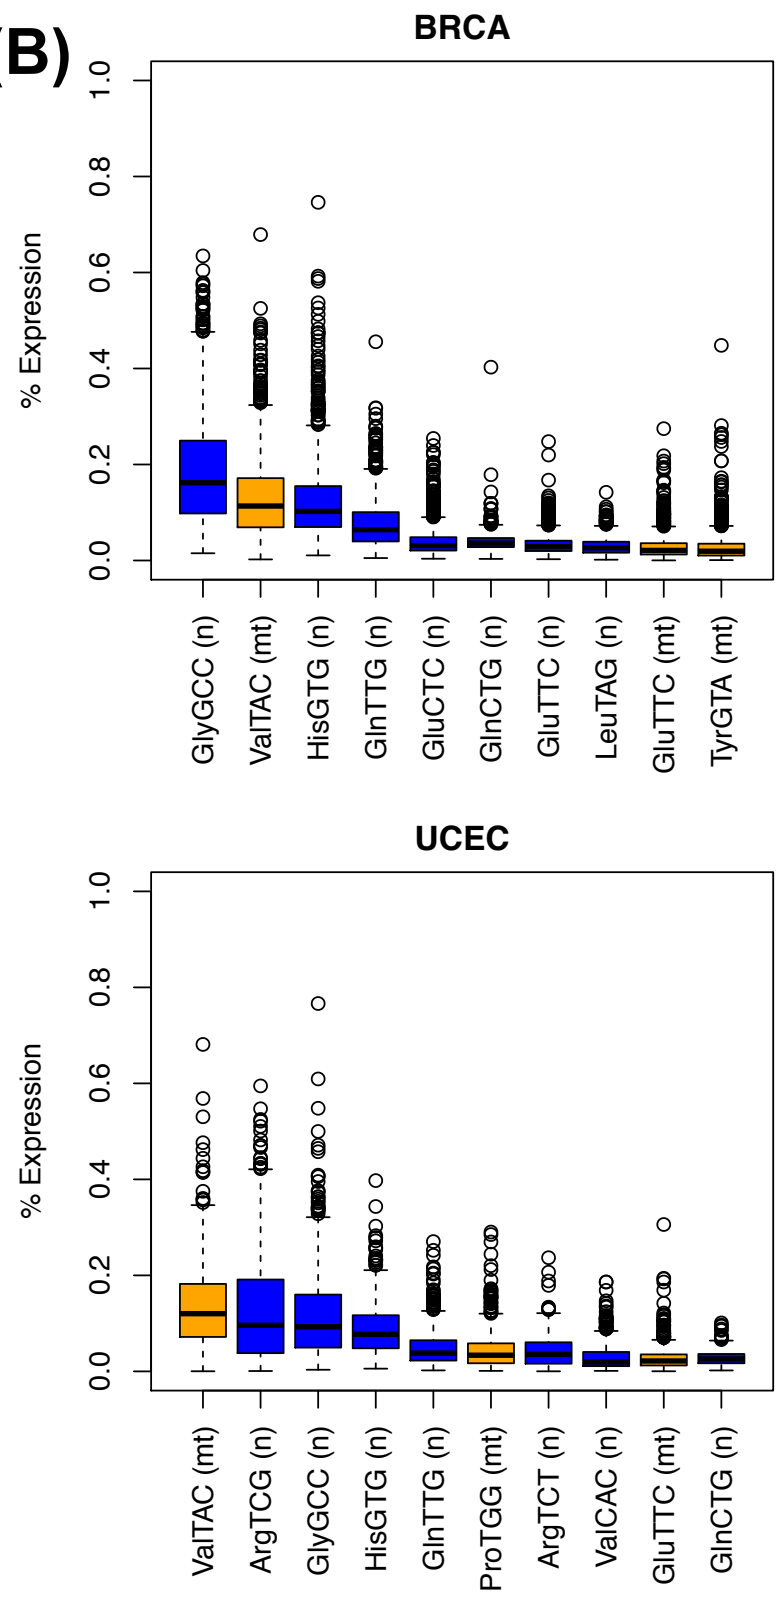 (B)
BRCA
% Expression
1.0
0.8
0.6
0.4
0.2
0.0
GlyGCC (n)
ValTAC (mt)
HisGTG (n)
GlnTTG (n)
GluCTC (n)
GlnCTG (n)
GluTTC (n)
LeuTAG (n)
GluTTC (mt)
TyrGTA (mt)
UCEC
% Expression
1.0
0.8
0.6
0.4
0.2
0.0
ValTAC (mt)
ArgTCG (n)
GlyGCC (n)
HisGTG (n)
GlnTTG (n)
ProTGG (mt)
ArgTCT (n)
ValCAC (n)
GluTTC (mt)
GlnCTG (n)